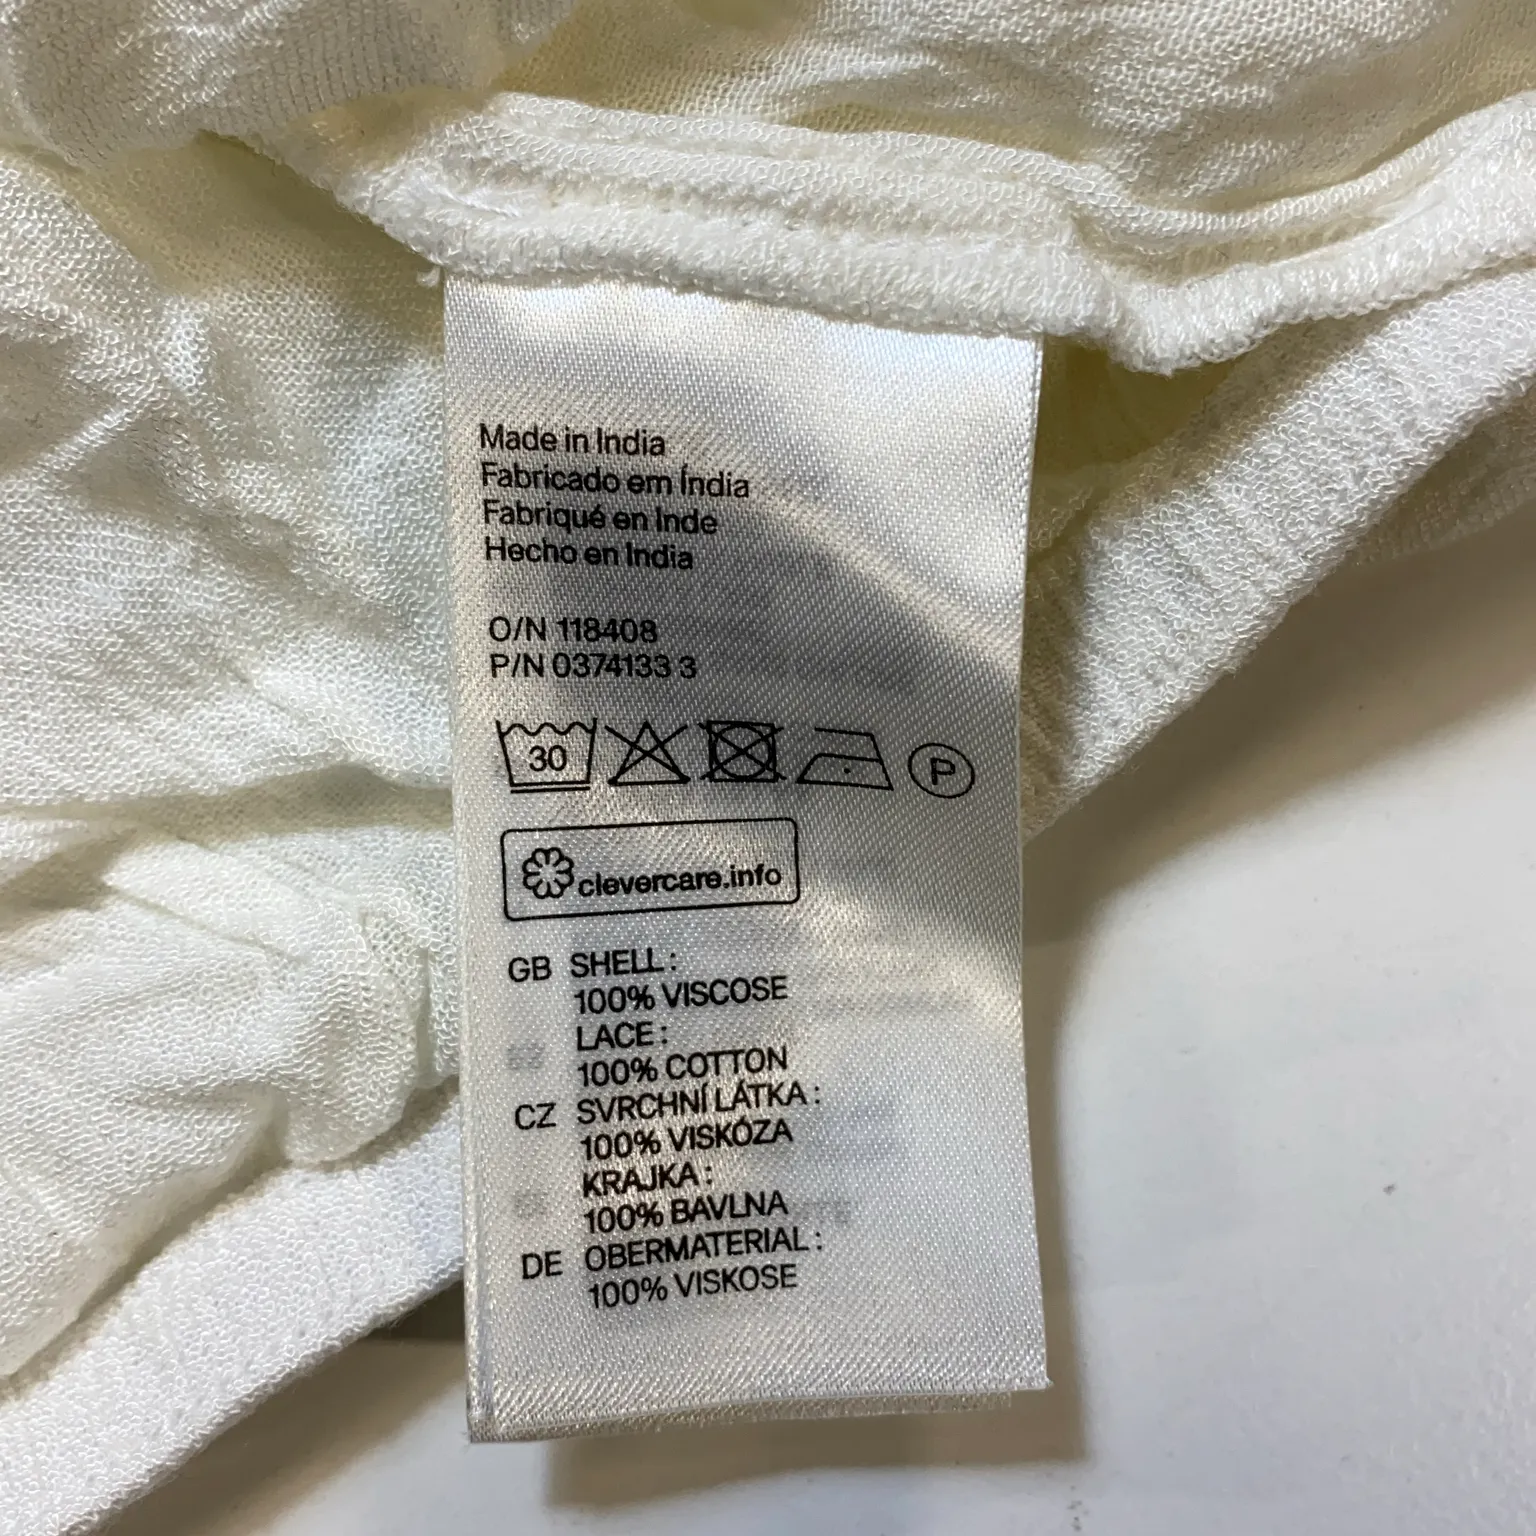 Made in India
Fabricado em Índia
Fabriqué en Inde
Hecho en India
O/N 118408
P/N 0374133 3
30
P
clevercare.info
GB SHELL:
100% VISCOSE
LACE:
100% COTTON
CZ SVRCHNÍ LÁTKA:
100% VISKÓZA
KRAJKA:
100% BAVLNA
DE OBERMATERIAL:
100% VISKOSE